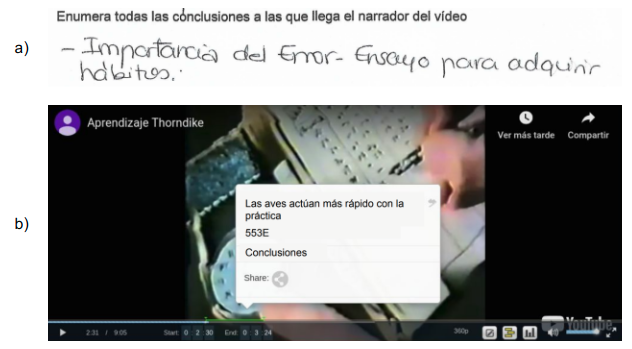 Enumera todas las conclusiones a las que llega el narrador del vídeo
a)
- Importancia del Error- Ensayo para adquirir
hábitos.
Aprendizaje Thorndike
Ver más tarde
Compartir
b)
Las aves actúan más rápido con la
práctica
553E
Conclusiones
Share:
2:31 / 9:05
Start: 0 2 30 End: 0 3 24
360p
YouTube